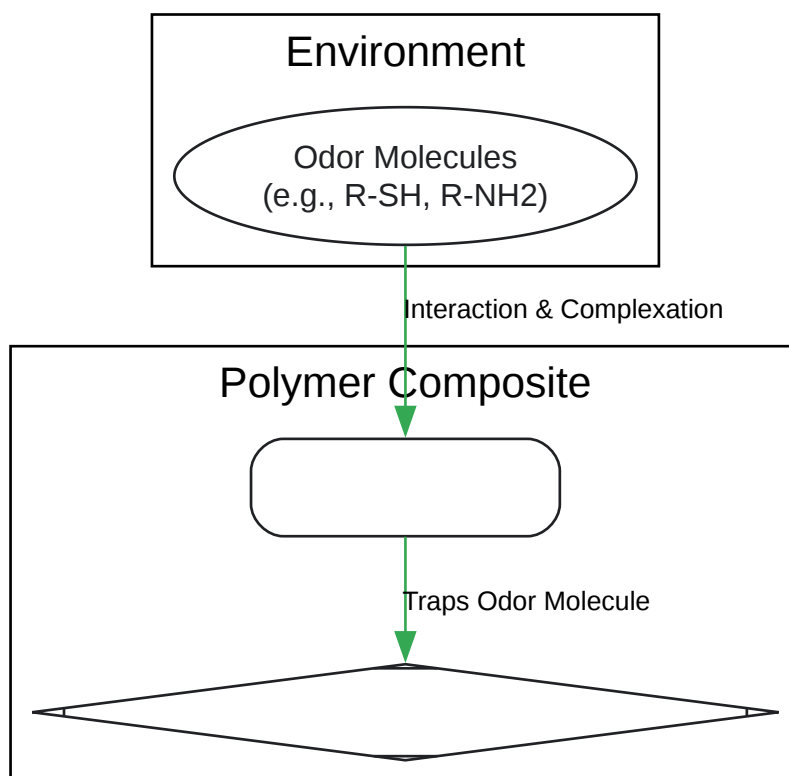 Environment
Odor Molecules
(e.g., R-SH, R-NH2)
Interaction & Complexation
Polymer Composite
Traps Odor Molecule